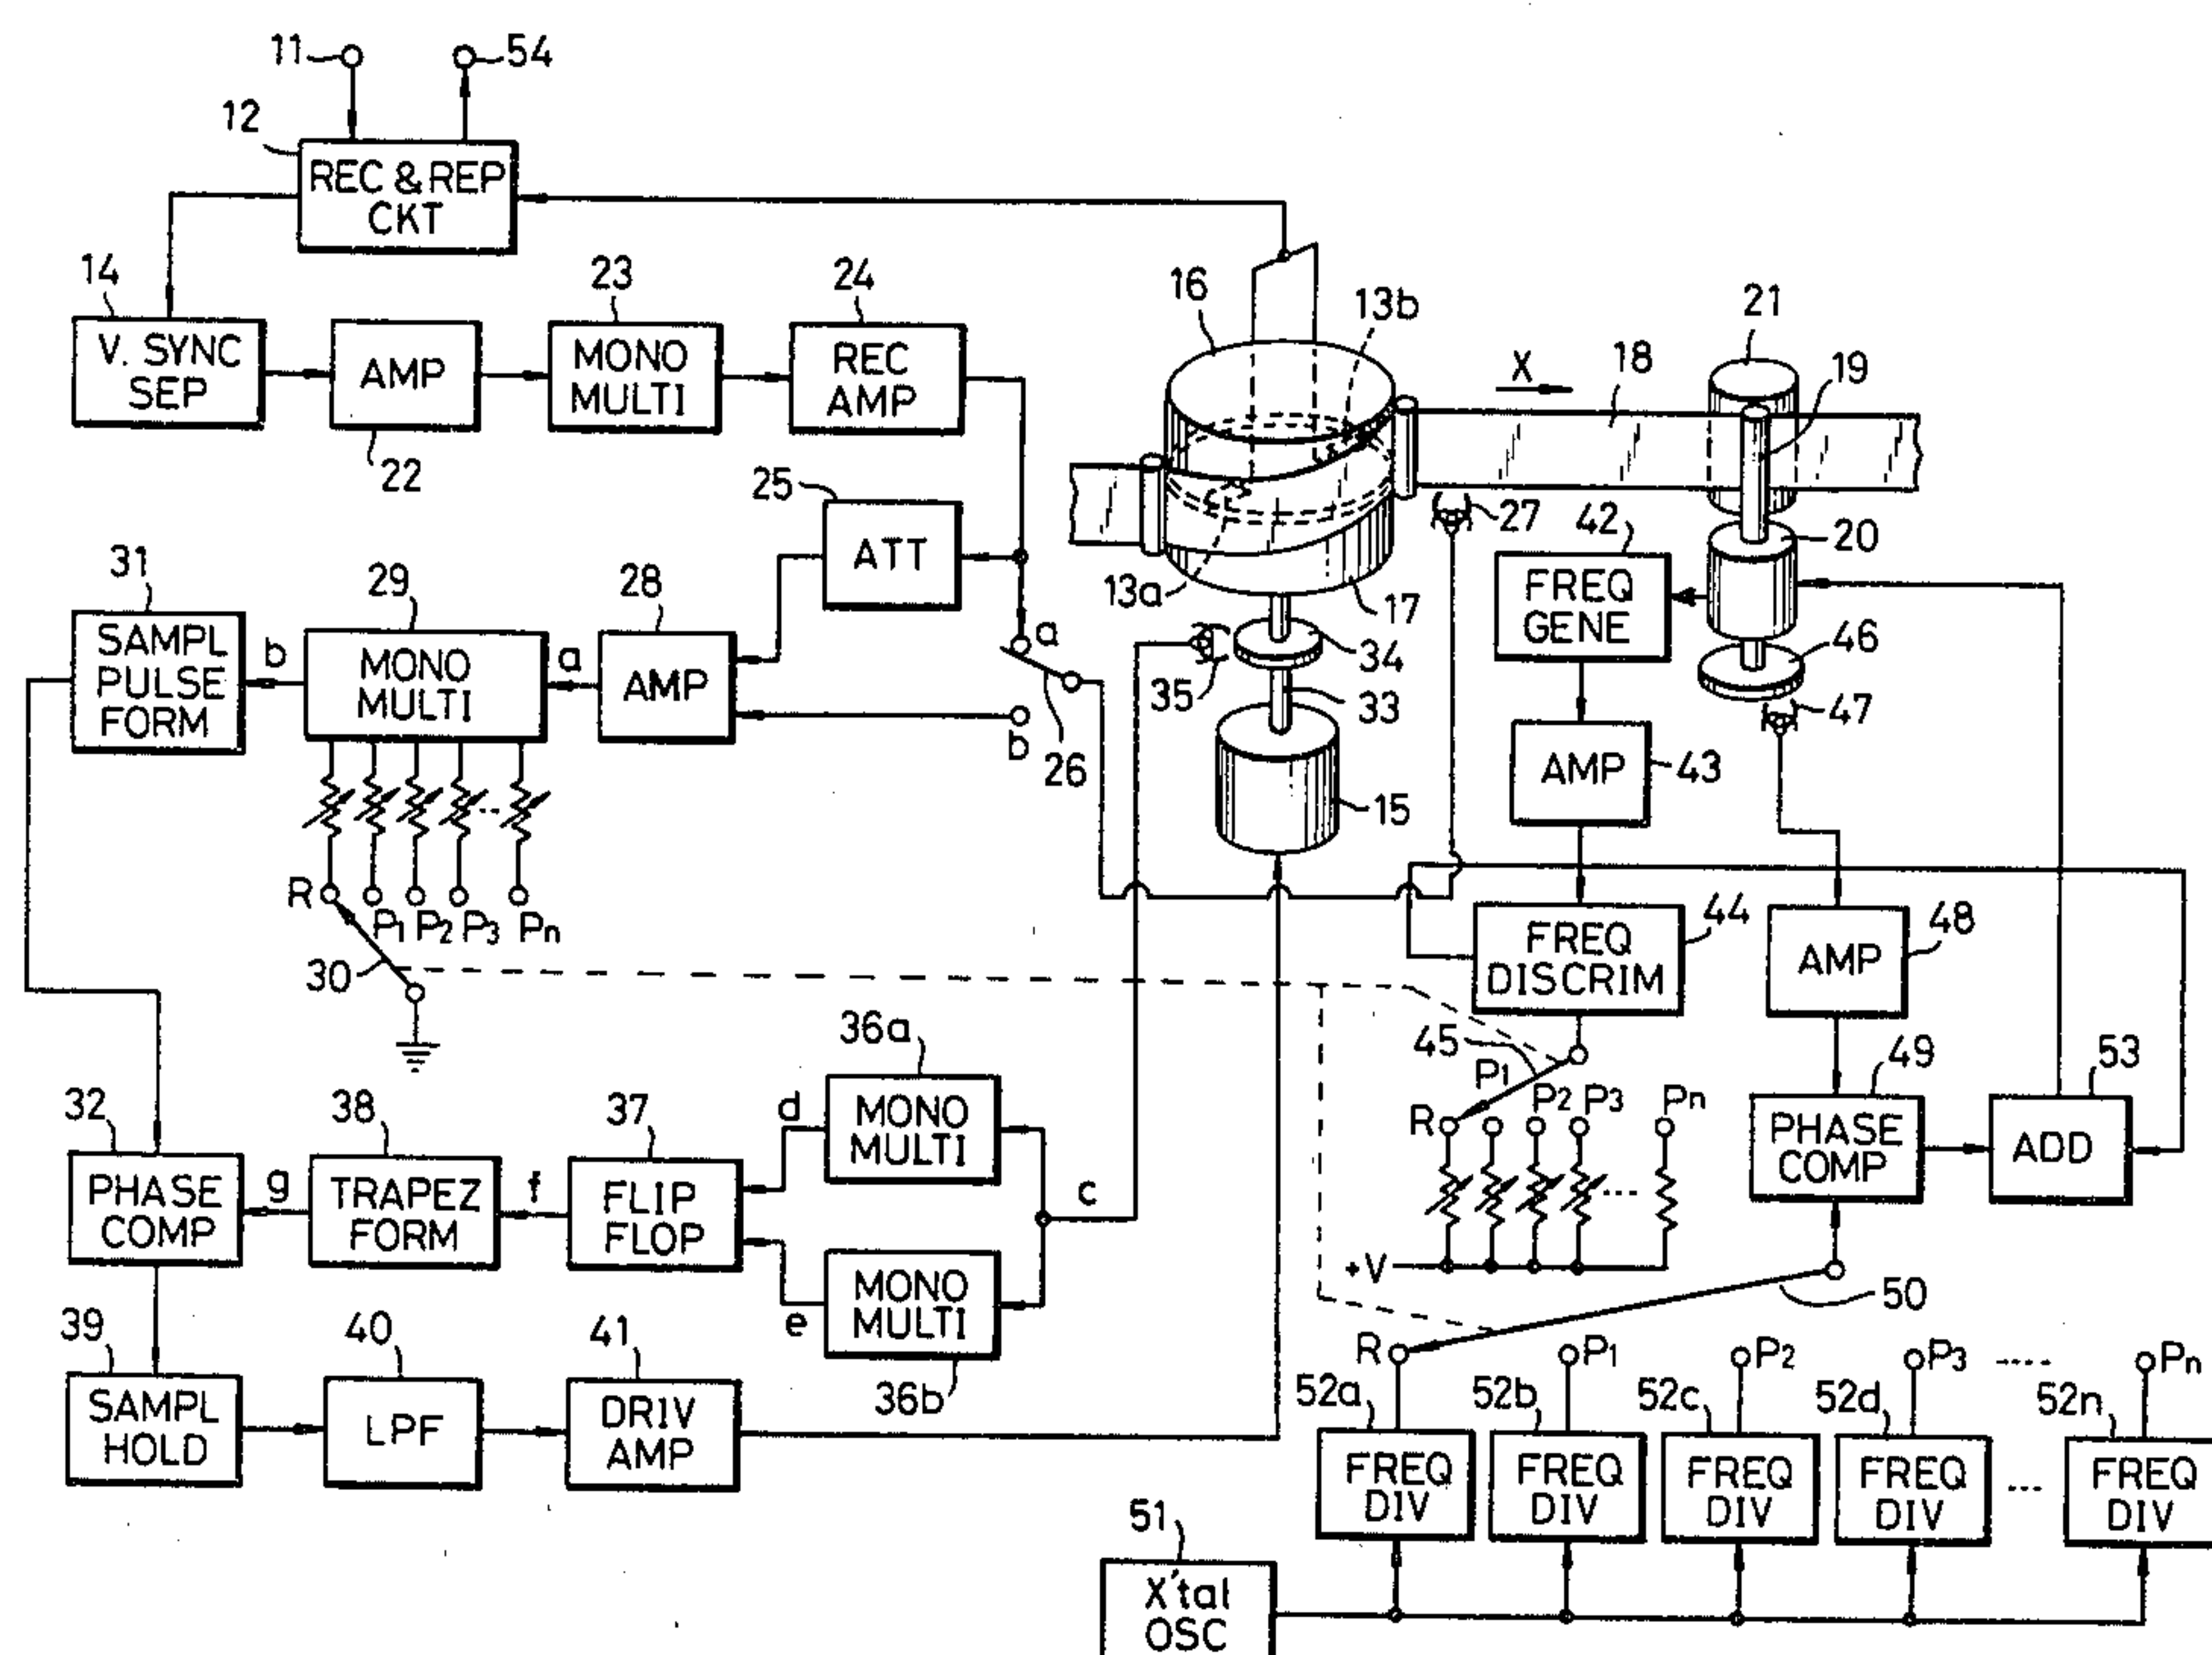 11
54
12
REC & REP
CKT
14
V. SYNC
SEP
AMP
22
23
MONO
MULTI
24
REC
AMP
16
13b
X
18
21
19
25
ATT
13a
17
27
42
FREQ
GENE
20
31
SAMPL
PULSE
FORM
b
29
MONO
MULTI
a
28
AMP
a
b
26
35
34
33
15
46
47
AMP
43
R
P1
P2
P3
Pn
30
FREQ
DISCRIM
44
AMP
48
45
P1
R
P2
P3
Pn
+V
49
PHASE
COMP
53
ADD
50
32
PHASE
COMP
g
38
TRAPEZ
FORM
f
37
FLIP
FLOP
d
e
36a
MONO
MULTI
c
MONO
MULTI
36b
39
SAMPL
HOLD
40
LPF
41
DRIV
AMP
R
P1
P2
P3
Pn
52a
FREQ
DIV
52b
FREQ
DIV
52c
FREQ
DIV
52d
FREQ
DIV
52n
FREQ
DIV
51
X'tal
OSC